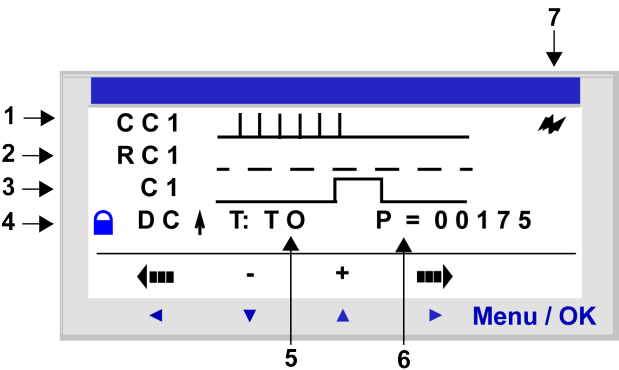 7
1 CC1
2 RC1
3 C1
4 DC T: TO P = 00175
- +
Menu / OK
5 6